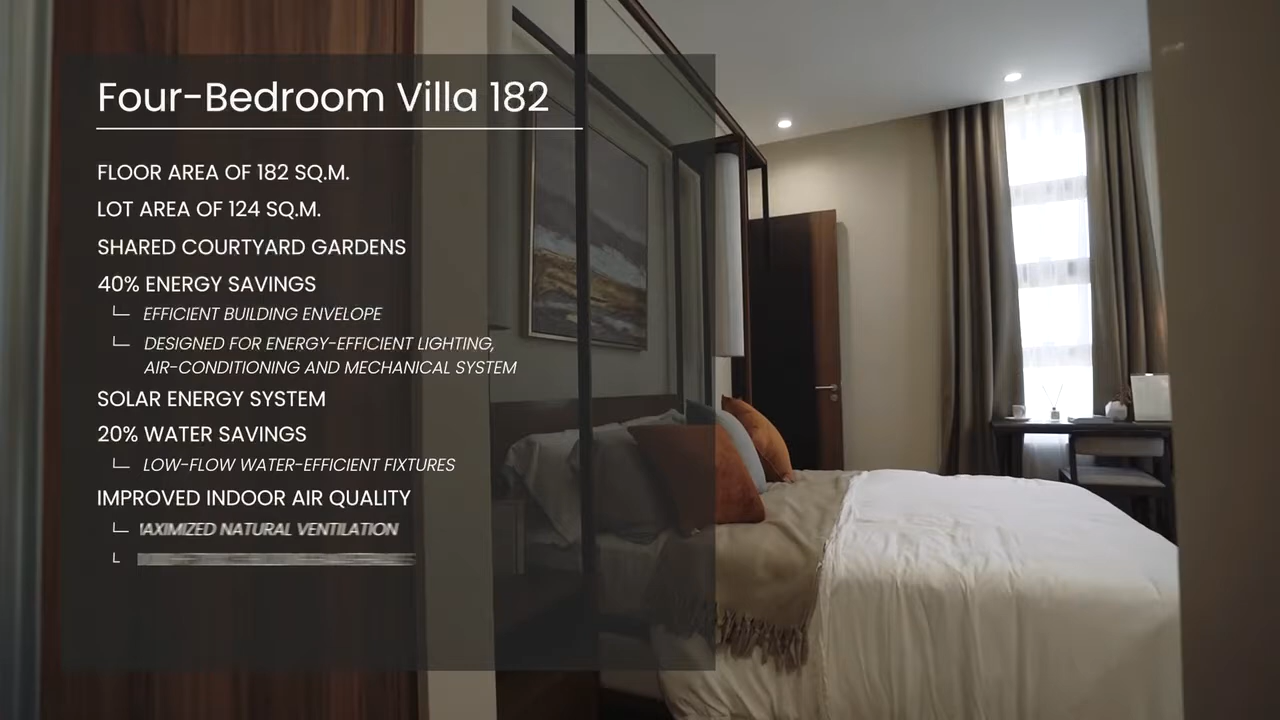 Four-Bedroom Villa 182
FLOOR AREA OF 182 SQ.M.
LOT AREA OF 124 SQ.M.
SHARED COURTYARD GARDENS
40% ENERGY SAVINGS
EFFICIENT BUILDING ENVELOPE
DESIGNED FOR ENERGY-EFFICIENT LIGHTING,
AIR-CONDITIONING AND MECHANICAL SYSTEM
SOLAR ENERGY SYSTEM
20% WATER SAVINGS
LOW-FLOW WATER-EFFICIENT FIXTURES
IMPROVED INDOOR AIR QUALITY
AXIMIZED NATURAL VENTILATION